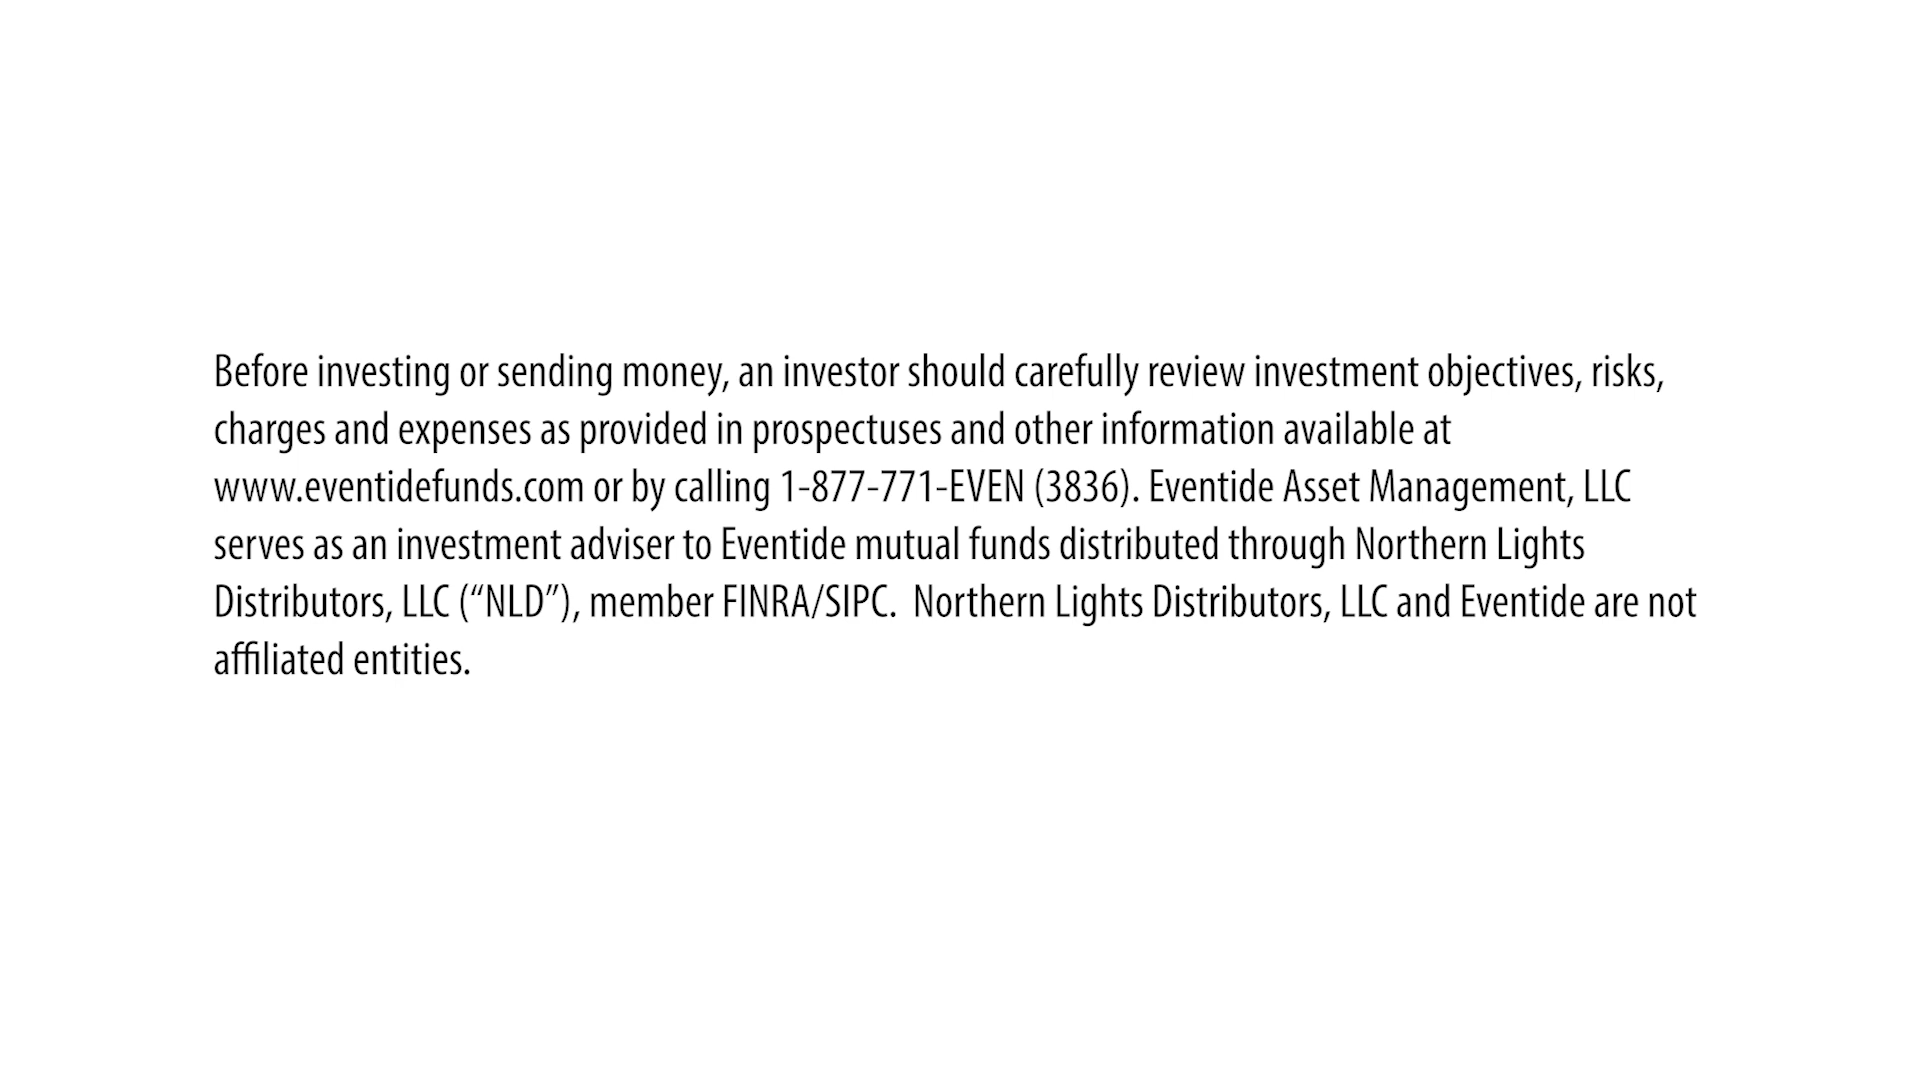 Before investing or sending money, an investor should carefully review investment objectives, risks,
charges and expenses as provided in prospectuses and other information available at
www.eventidefunds.com or by calling 1-877-771-EVEN (3836). Eventide Asset Management, LLC
serves as an investment adviser to Eventide mutual funds distributed through Northern Lights
Distributors, LLC (“NLD”), member FINRA/SIPC.  Northern Lights Distributors, LLC and Eventide are not
affiliated entities.